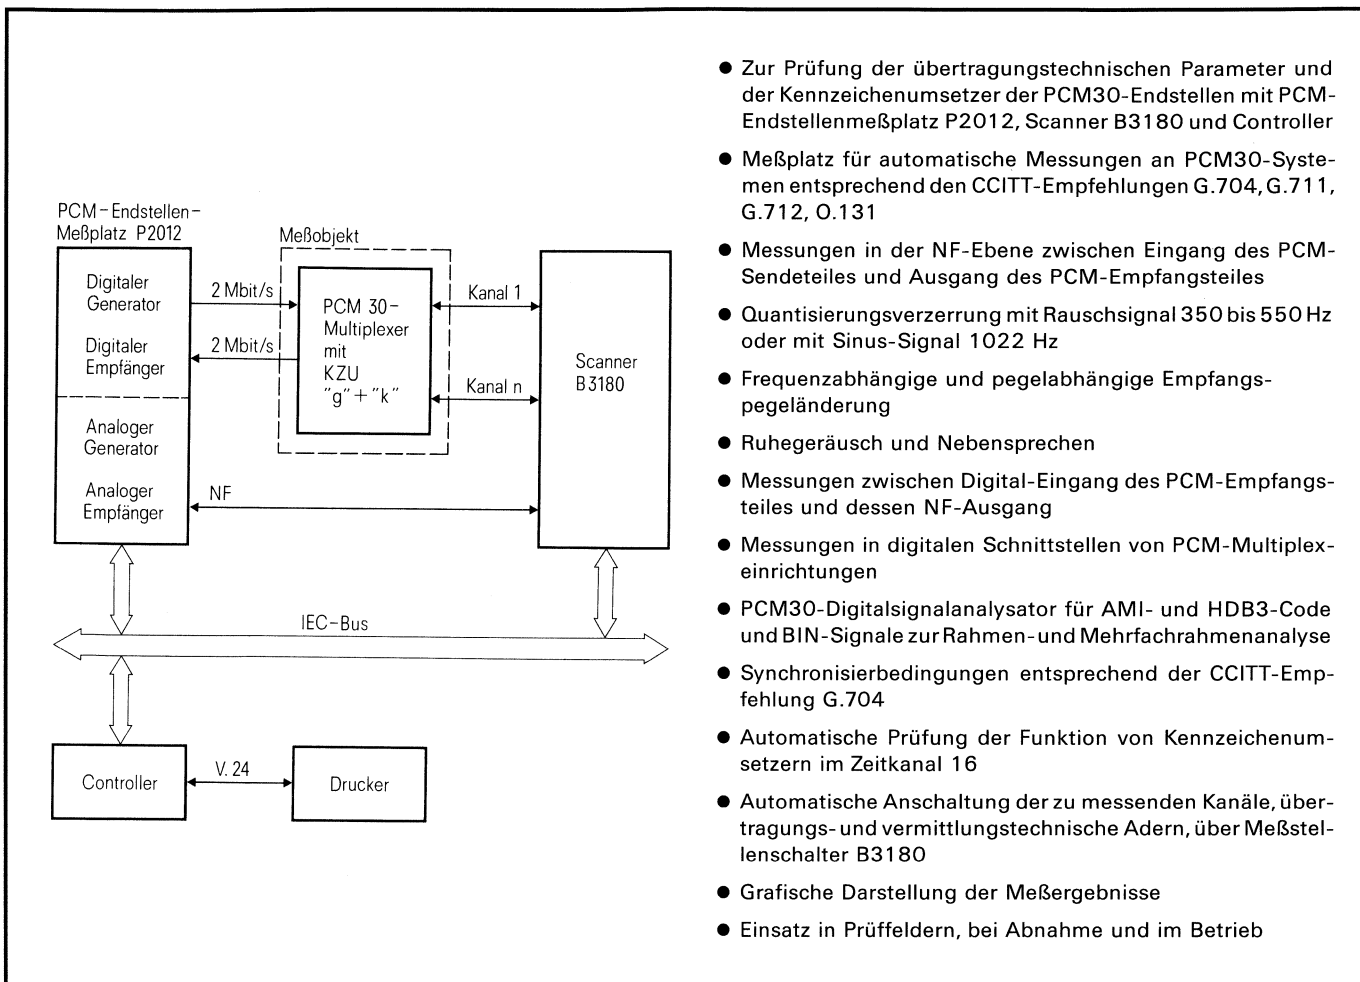 PCM-Endstellen-
Meßplatz P2012
Digitaler
Generator
Digitaler
Empfänger
Analoger
Generator
Analoger
Empfänger
2 Mbit/s
2 Mbit/s
NF
Meßobjekt
PCM 30-
Multiplexer
mit
KZU
"g" + "k"
Kanal 1
Kanal n
Scanner
B3180
IEC-Bus
Controller
V. 24
Drucker
● Zur Prüfung der übertragungstechnischen Parameter und
der Kennzeichenumsetzer der PCM30-Endstellen mit PCM-
Endstellenmeßplatz P2012, Scanner B3180 und Controller
● Meßplatz für automatische Messungen an PCM30-Syste-
men entsprechend den CCITT-Empfehlungen G.704, G.711,
G.712, O.131
● Messungen in der NF-Ebene zwischen Eingang des PCM-
Sendeteiles und Ausgang des PCM-Empfangsteiles
● Quantisierungsverzerrung mit Rauschsignal 350 bis 550 Hz
oder mit Sinus-Signal 1022 Hz
● Frequenzabhängige und pegelabhängige Empfangs-
pegeländerung
● Ruhegeräusch und Nebensprechen
● Messungen zwischen Digital-Eingang des PCM-Empfangs-
teiles und dessen NF-Ausgang
● Messungen in digitalen Schnittstellen von PCM-Multiplex-
einrichtungen
● PCM30-Digitalsignalanalysator für AMI- und HDB3-Code
und BIN-Signale zur Rahmen- und Mehrfachrahmenanalyse
● Synchronisierbedingungen entsprechend der CCITT-Emp-
fehlung G.704
● Automatische Prüfung der Funktion von Kennzeichenum-
setzern im Zeitkanal 16
● Automatische Anschaltung der zu messenden Kanäle, über-
tragungs- und vermittlungstechnische Adern, über Meßstel-
lenschalter B3180
● Grafische Darstellung der Meßergebnisse
● Einsatz in Prüffeldern, bei Abnahme und im Betrieb